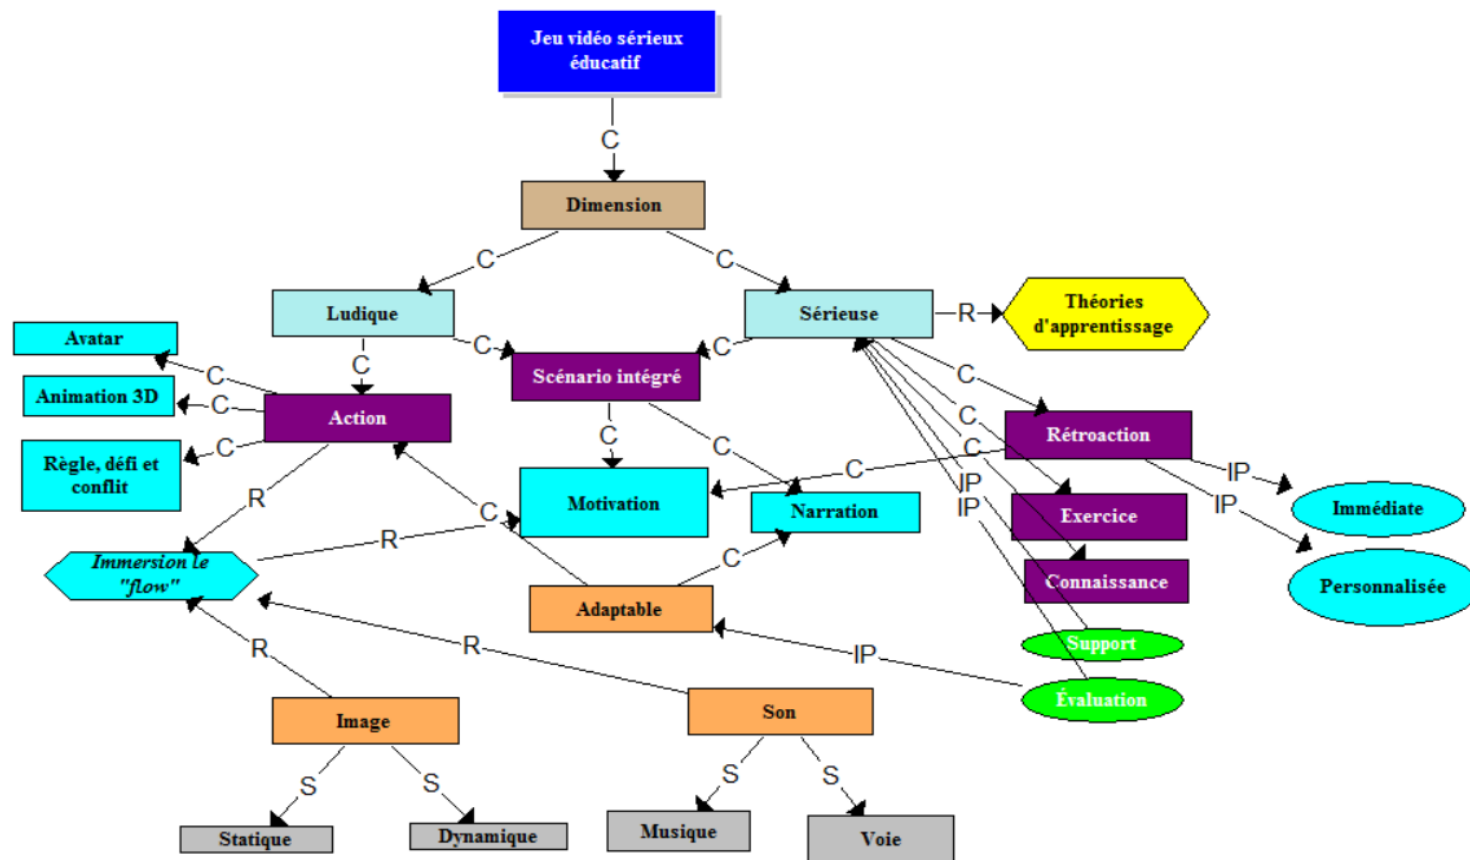 Jeu vidéo sérieux
éducatif
C
Dimension
C
C
Ludique
Sérieuse
R
Théories
d'apprentissage
Avatar
C
C
C
C
C
Scénario intégré
Animation 3D
C
Action
C
Rétroaction
Règle, défi et
conflit
C
C
C
C
C
IP
R
Motivation
Narration
IP
IP
Exercice
IP
Immédiate
C
IP
R
Immersion le
"flow"
C
Connaissance
Personnalisée
Adaptable
R
R
IP
Support
Évaluation
Image
Son
S
S
S
S
Statique
Dynamique
Musique
Voie